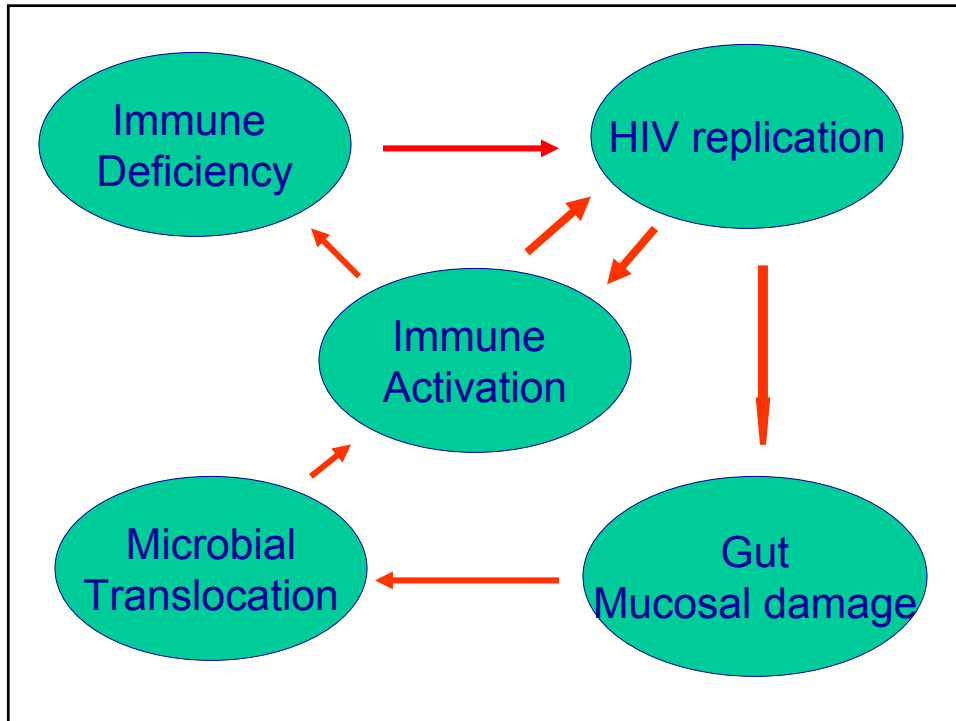 Immune
Deficiency
HIV replication
Immune
Activation
Microbial
Translocation
Gut
Mucosal damage